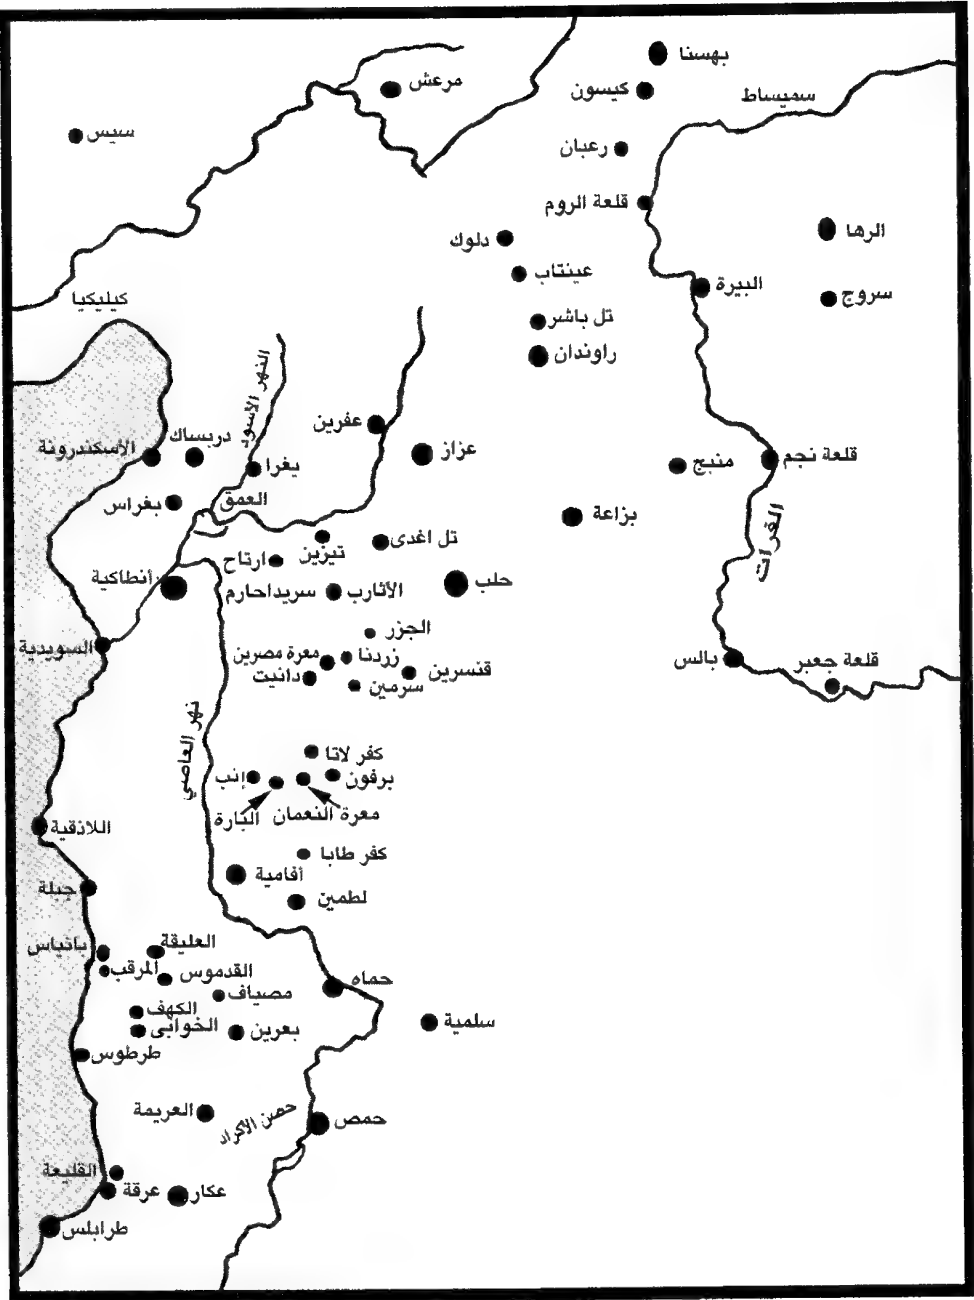 بهسنا
مرعش
كيسون
سميساط
سيس
رعبان
قلعة الروم
الرها
دلوك
عينتاب
البيرة
سروج
كيليكيا
تل باشر
راوندان
النهر الأسود
عفرين
دربساك
الأسكندرونة
عزاز
قلعة نجم
منبج
يغرا
العمق
بغراس
بزاعة
الفرات
تل اغدى
تيزين
ارتاح
أنطاكية
حلب
الأثارب
سريداحارم
الجزر
السويدية
معرة مصرين
زردنا
قنسرين
بالس
قلعة جعبر
دانيت
سرمين
نهر العاصي
كفر لاتا
إنب
برفون
البارة
معرة النعمان
اللاذقية
كفر طابا
أفامية
جبلة
لطمين
العليقة
بانياس
المرقب
القدموس
حماه
مصياف
الكهف
الخوابى
بعرين
سلمية
طرطوس
العريمة
حصن الأكراد
حمص
القليعة
عرقة
عكار
طرابلس